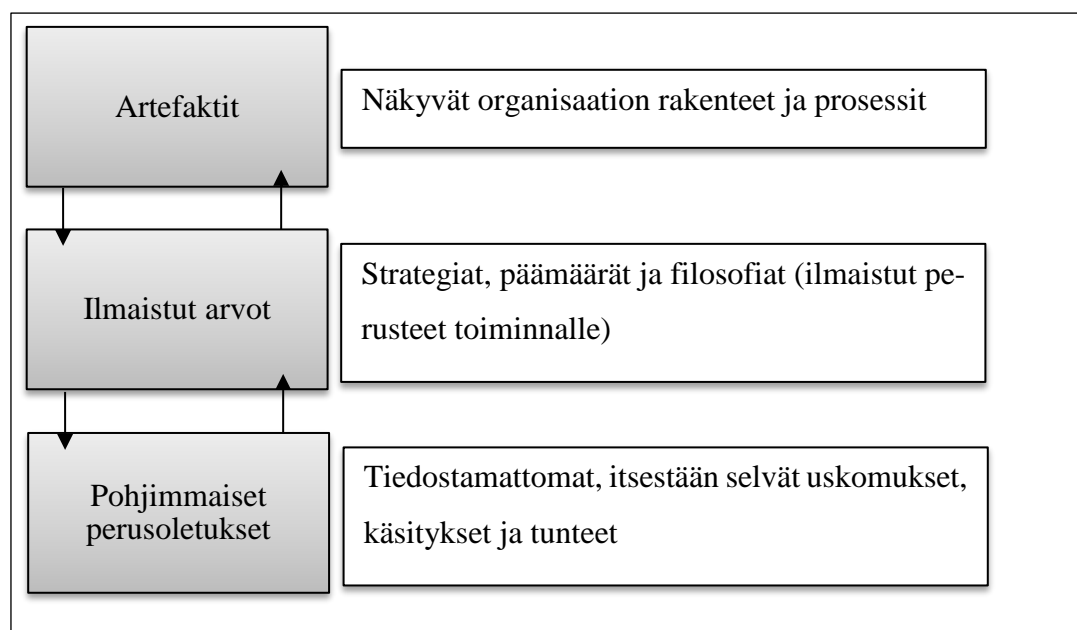 Artefaktit
Näkyvät organisaation rakenteet ja prosessit
Ilmaistut arvot
Strategiat, päämäärät ja filosofiat (ilmaistut pe-
rusteet toiminnalle)
Pohjimmaiset
perusoletukset
Tiedostamattomat, itsestään selvät uskomukset,
käsitykset ja tunteet